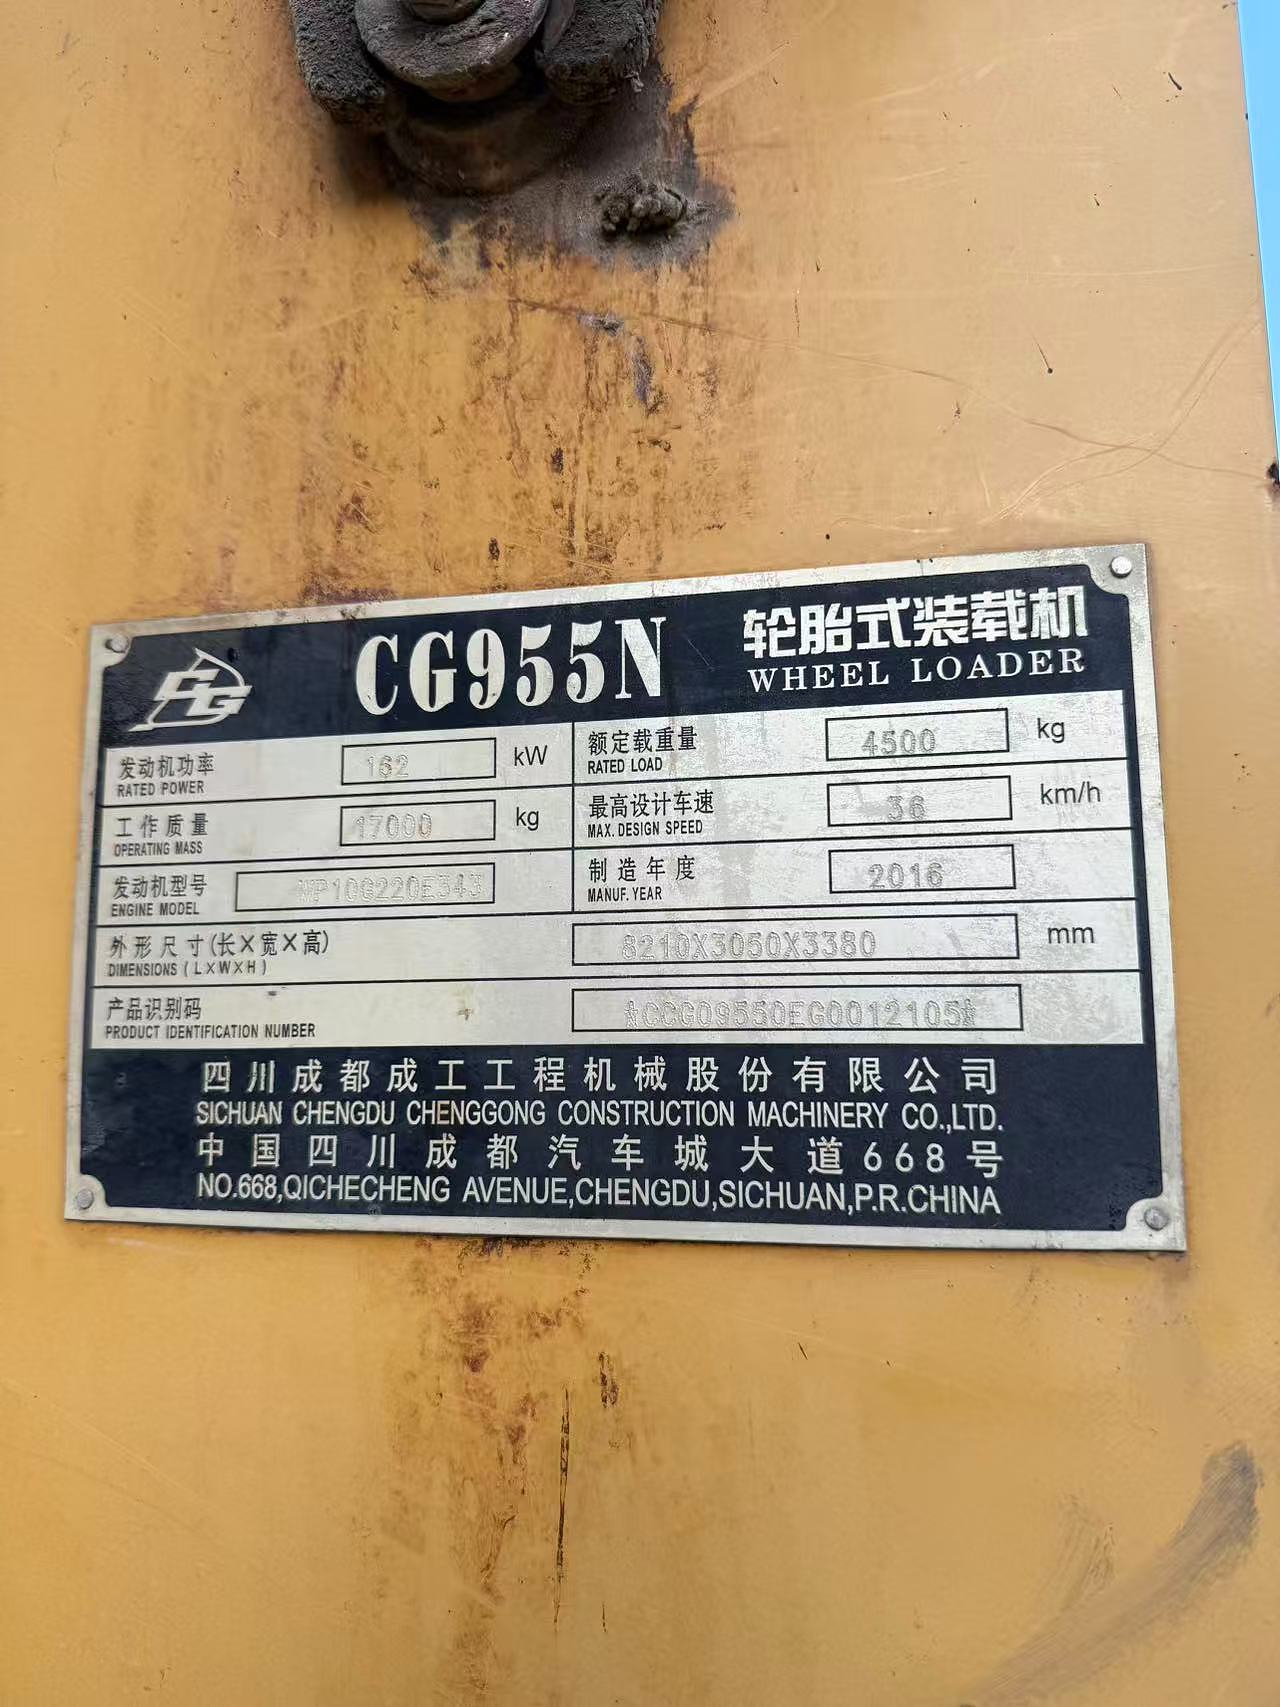 CG
CG955N
轮胎式装载机
WHEEL LOADER
发动机功率 162 kW
RATED POWER
额定载重量 4500 kg
RATED LOAD
工作质量 17000 kg
OPERATING MASS
最高设计车速 36 km/h
MAX. DESIGN SPEED
发动机型号 WP10G220E343
ENGINE MODEL
制造年度 2016
MANUF. YEAR
外形尺寸(长×宽×高) 8210X3050X3380 mm
DIMENSIONS (L×W×H)
产品识别码 *CCG09550EG0012105*
PRODUCT IDENTIFICATION NUMBER
四川成都成工工程机械股份有限公司
SICHUAN CHENGDU CHENGGONG CONSTRUCTION MACHINERY CO.,LTD.
中国四川成都汽车城大道668号
NO.668,QICHECHENG AVENUE,CHENGDU,SICHUAN,P.R.CHINA